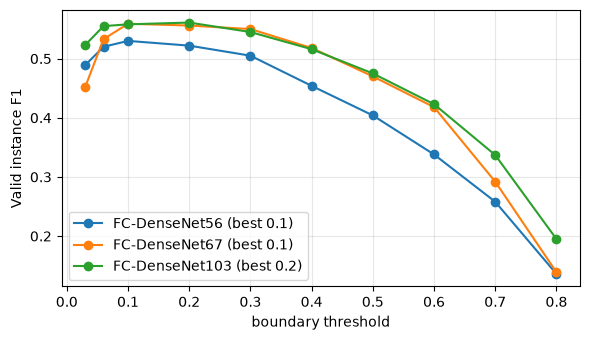 Valid instance F1
0.5
0.4
0.3
0.2
FC-DenseNet56 (best 0.1)
FC-DenseNet67 (best 0.1)
FC-DenseNet103 (best 0.2)
0.0 0.1 0.2 0.3 0.4 0.5 0.6 0.7 0.8
boundary threshold